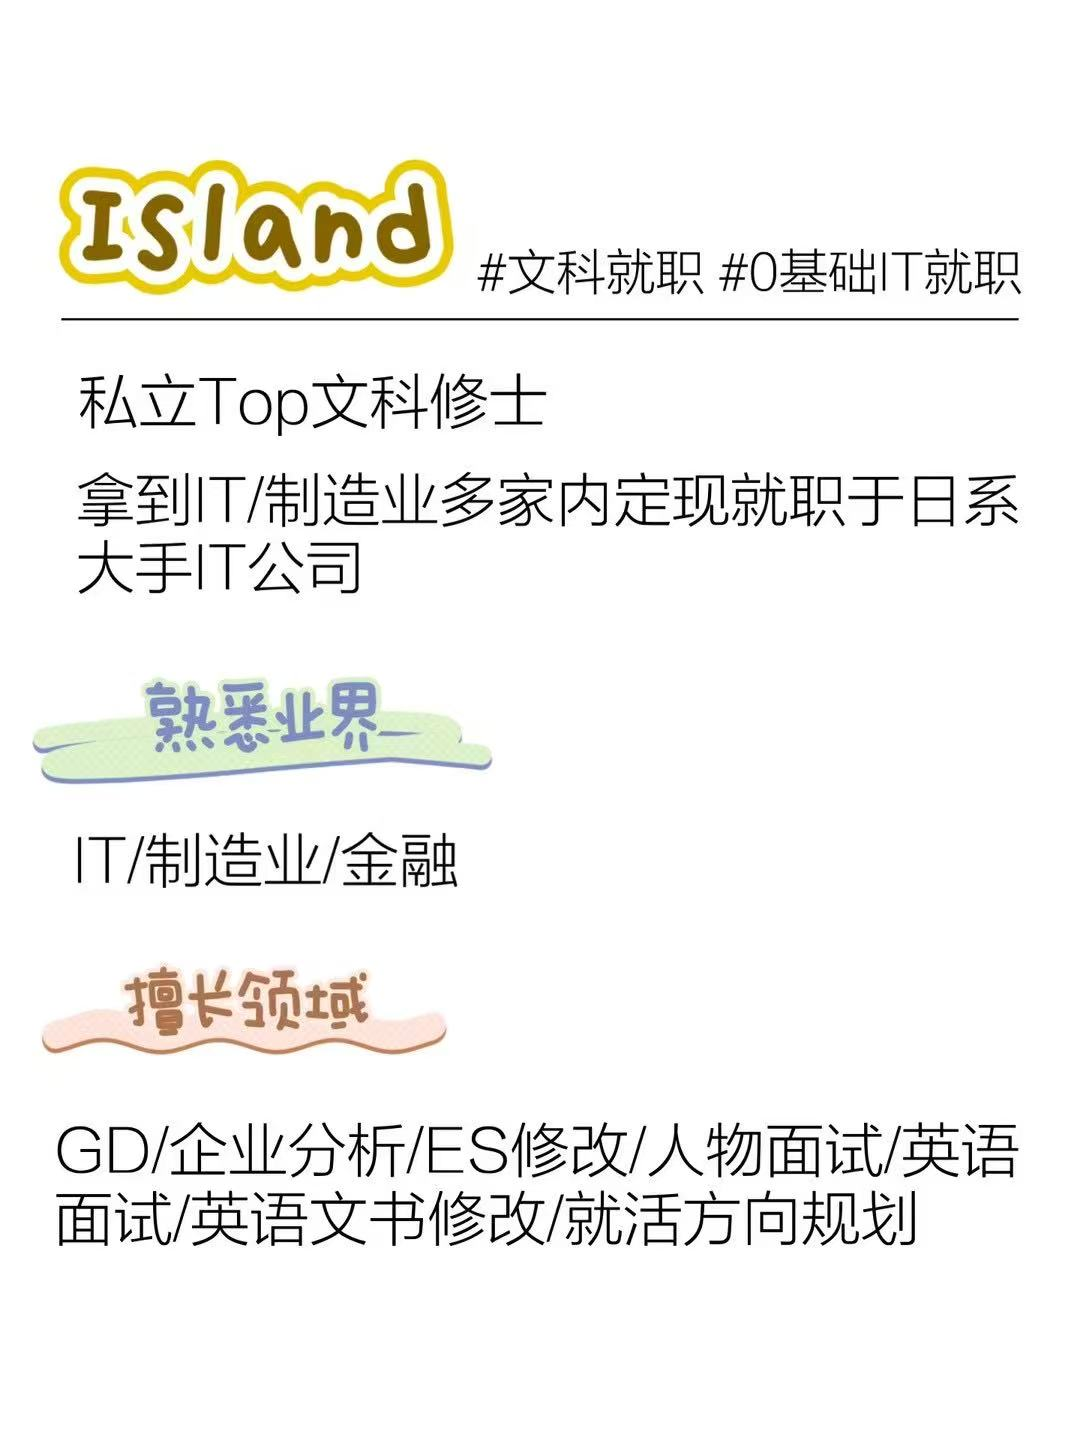 Island
#文科就职 #0基础IT就职
私立Top文科修士
拿到IT/制造业多家内定现就职于日系
大手IT公司
熟悉业界
IT/制造业/金融
擅长领域
GD/企业分析/ES修改/人物面试/英语
面试/英语文书修改/就活方向规划